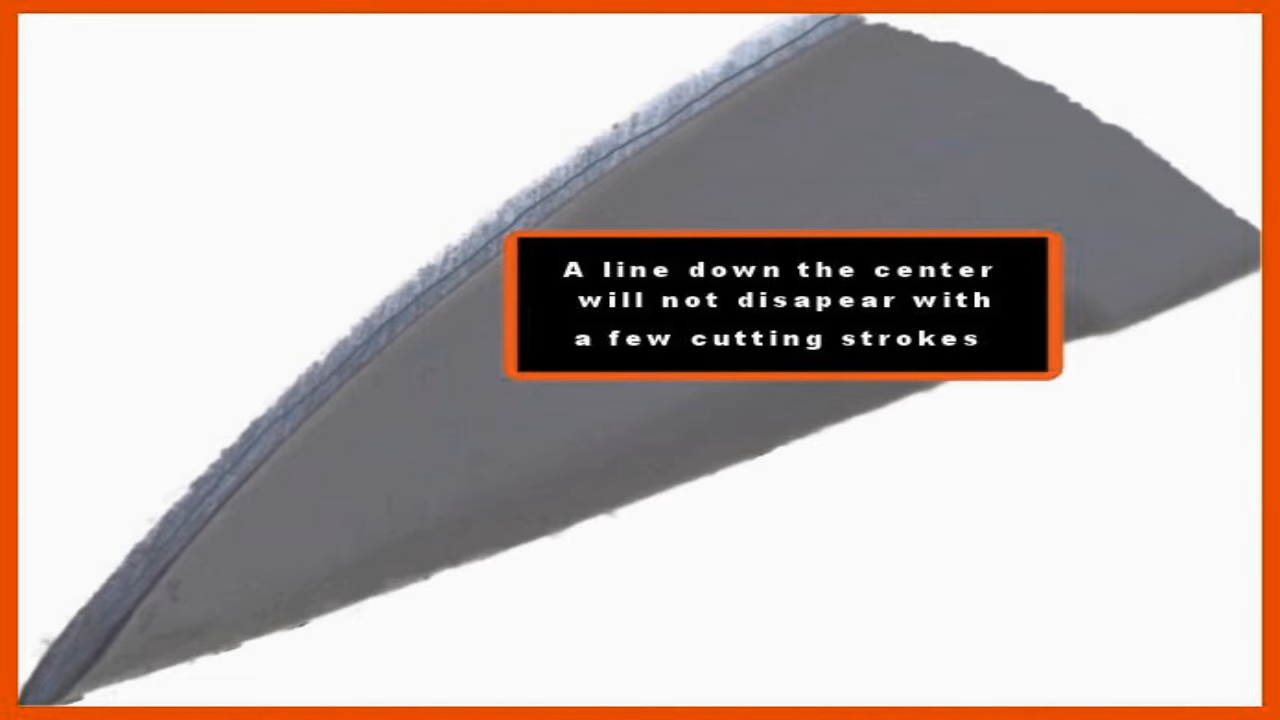 A line down the center
will not disapear with
a few cutting strokes